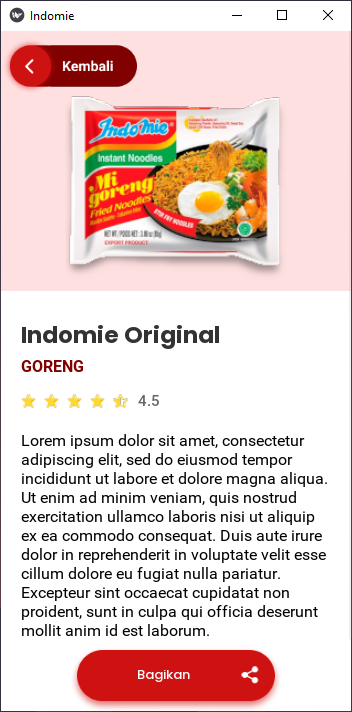 Indomie
Kembali
Indomie
Instant Noodles
Mi
goreng
Fried Noodles
STIR FRY NOODLES
EXPORT PRODUCT
Indomie Original
GORENG
4.5
Lorem ipsum dolor sit amet, consectetur
adipiscing elit, sed do eiusmod tempor
incididunt ut labore et dolore magna aliqua.
Ut enim ad minim veniam, quis nostrud
exercitation ullamco laboris nisi ut aliquip
ex ea commodo consequat. Duis aute irure
dolor in reprehenderit in voluptate velit esse
cillum dolore eu fugiat nulla pariatur.
Excepteur sint occaecat cupidatat non
proident, sunt in culpa qui officia deserunt
mollit anim id est laborum.
Bagikan